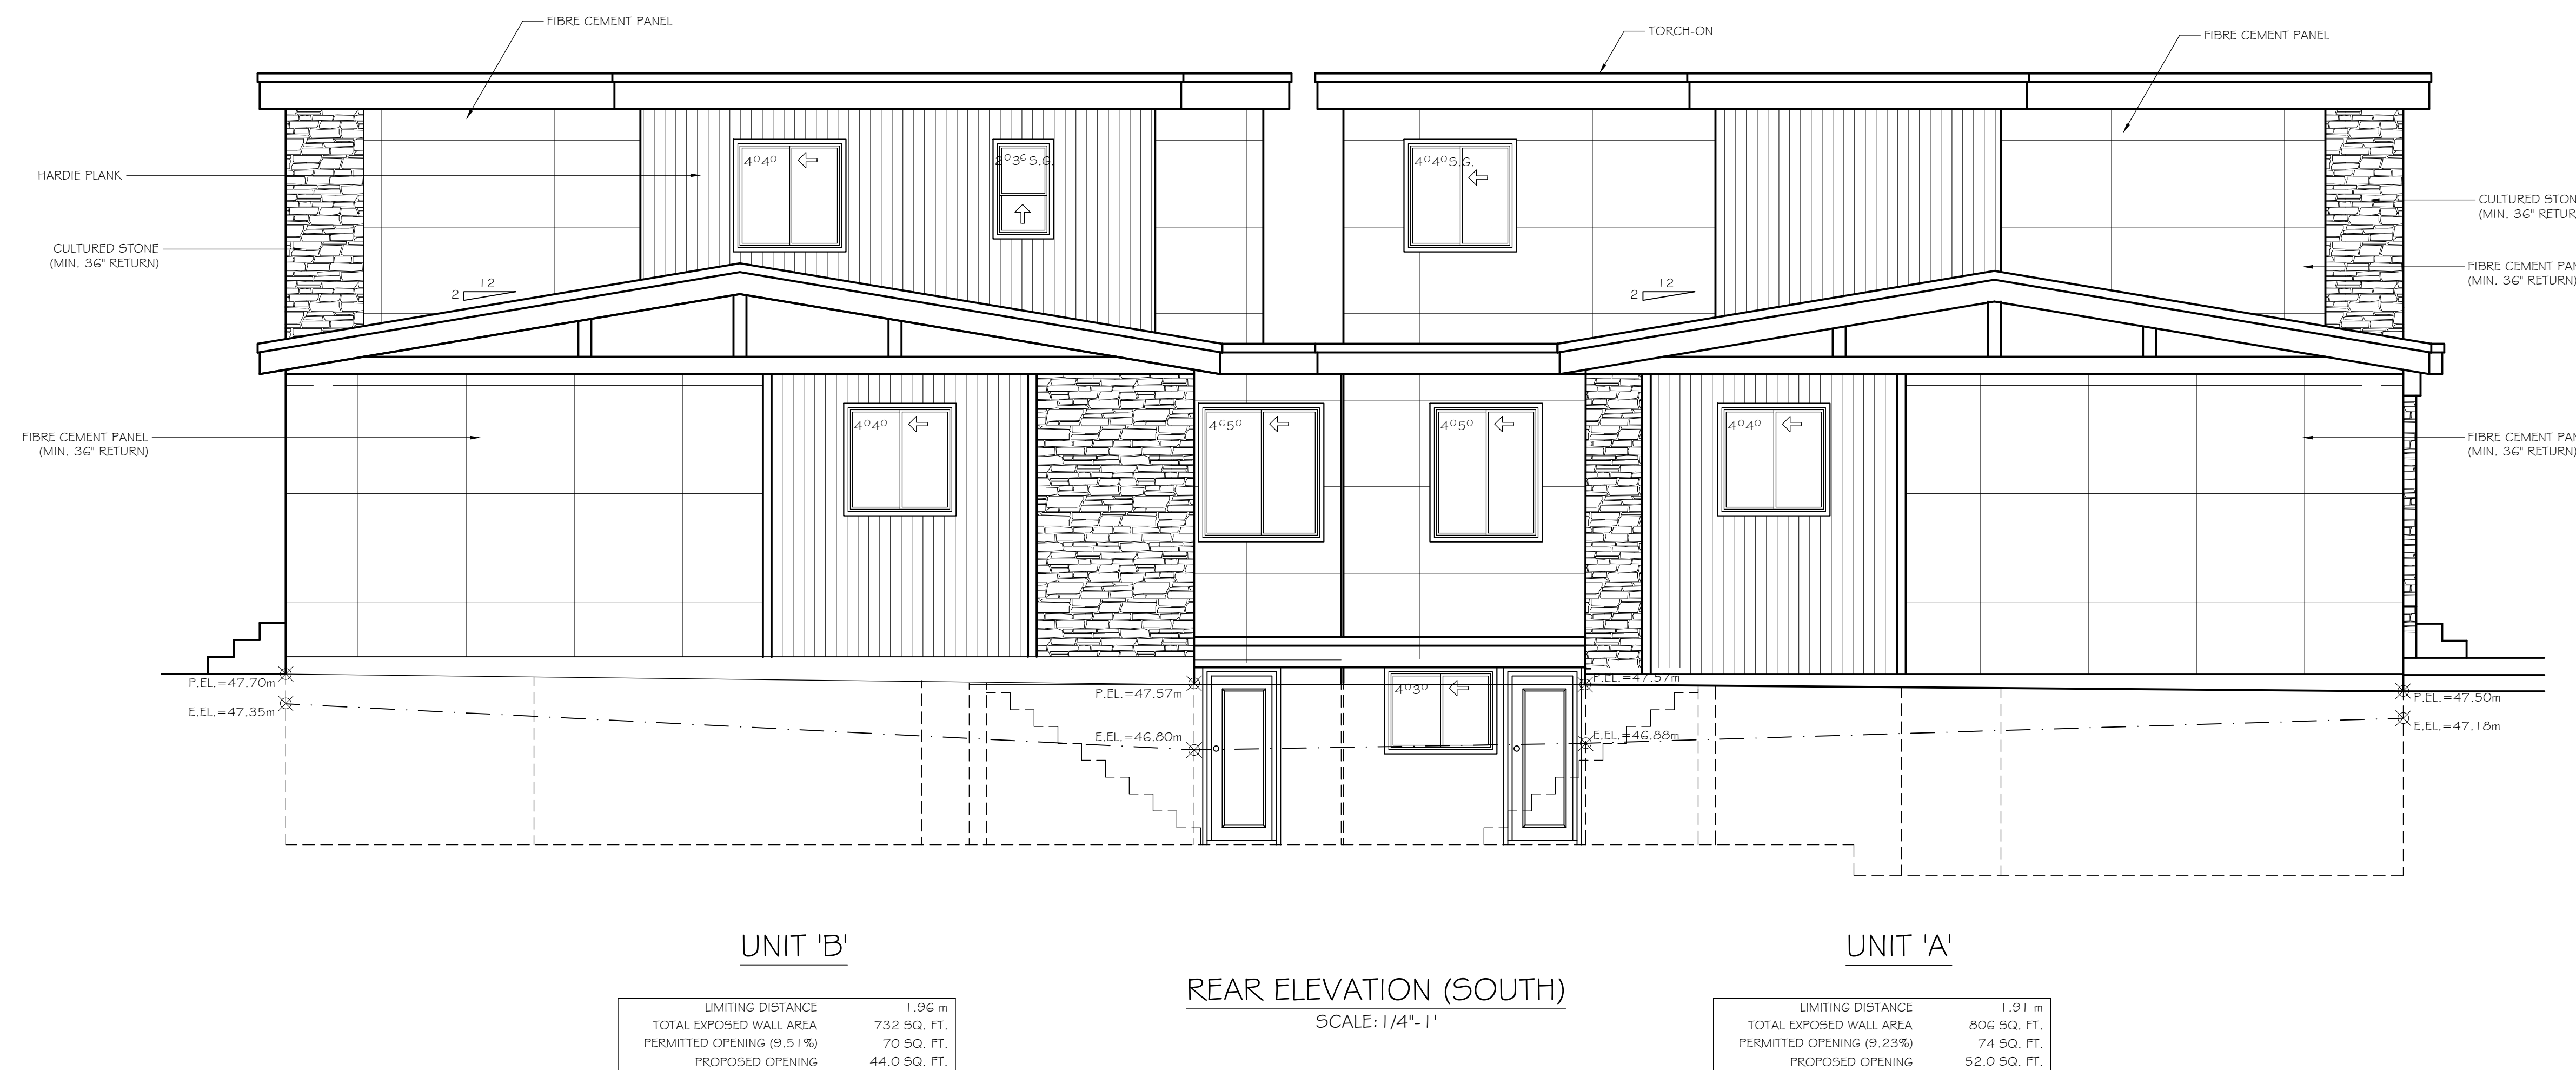 FIBRE CEMENT PANEL
TORCH-ON
FIBRE CEMENT PANEL
4⁰4⁰
2⁰3⁶ S.G.
4⁰4⁰S.G.
HARDIE PLANK
CULTURED STON
(MIN. 36" RETUR
CULTURED STONE
(MIN. 36" RETURN)
FIBRE CEMENT PAN
(MIN. 36" RETURN)
12
2
12
2
4⁰4⁰
4⁶5⁰
4⁰5⁰
4⁰4⁰
FIBRE CEMENT PANEL
(MIN. 36" RETURN)
FIBRE CEMENT PAN
(MIN. 36" RETURN)
P.EL.=47.70m
P.EL.=47.57m
P.EL.=47.57m
4⁰3⁰
P.EL.=47.50m
E.EL.=47.35m
E.EL.=46.80m
E.EL.=46.88m
E.EL.=47.18m
UNIT 'B'
UNIT 'A'
REAR ELEVATION (SOUTH)
SCALE: 1/4"-1'
LIMITING DISTANCE 1.96 m
TOTAL EXPOSED WALL AREA 732 SQ. FT.
PERMITTED OPENING (9.51%) 70 SQ. FT.
PROPOSED OPENING 44.0 SQ. FT.
LIMITING DISTANCE 1.91 m
TOTAL EXPOSED WALL AREA 806 SQ. FT.
PERMITTED OPENING (9.23%) 74 SQ. FT.
PROPOSED OPENING 52.0 SQ. FT.